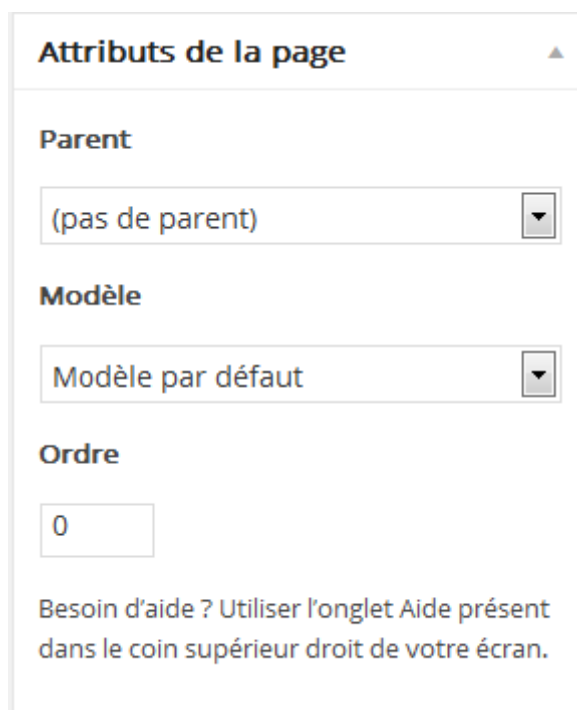 Attributs de la page
Parent
(pas de parent)
Modèle
Modèle par défaut
Ordre
0
Besoin d’aide ? Utiliser l’onglet Aide présent
dans le coin supérieur droit de votre écran.